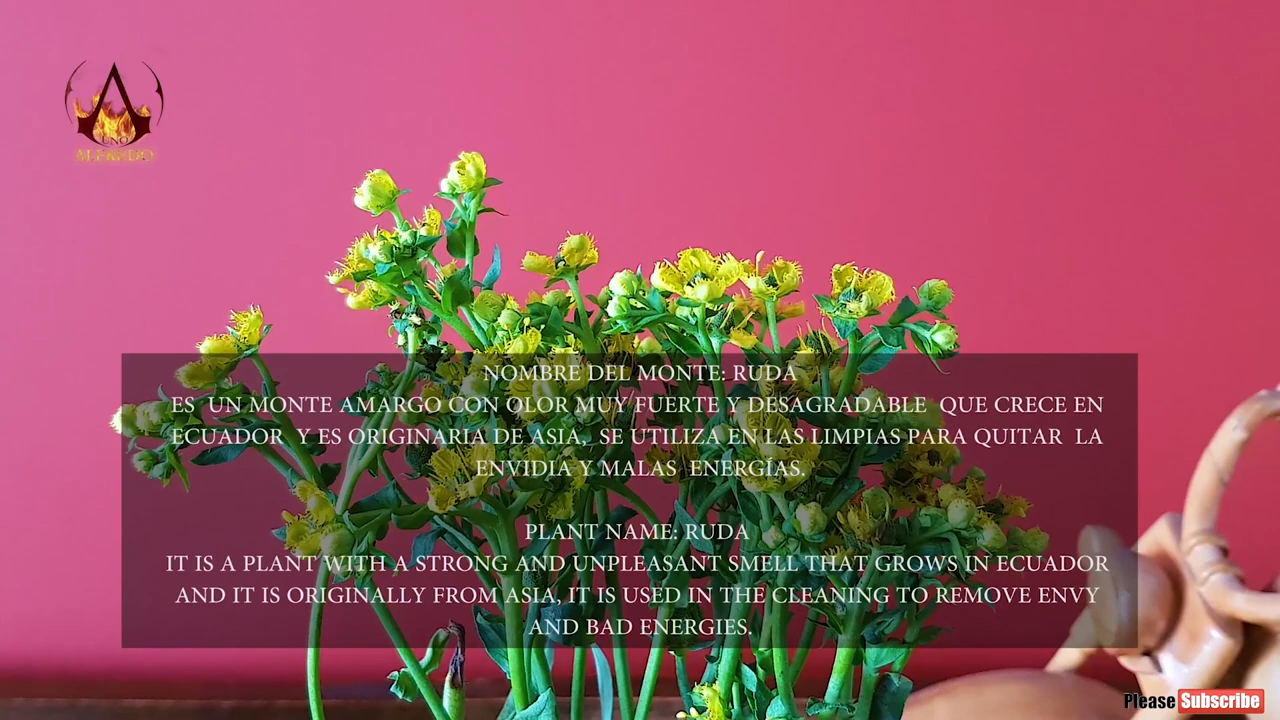 UNO
ALFREDO
NOMBRE DEL MONTE: RUDA
ES UN MONTE AMARGO CON OLOR MUY FUERTE Y DESAGRADABLE QUE CRECE EN
ECUADOR Y ES ORIGINARIA DE ASIA, SE UTILIZA EN LAS LIMPIAS PARA QUITAR LA
ENVIDIA Y MALAS ENERGÍAS.
PLANT NAME: RUDA
IT IS A PLANT WITH A STRONG AND UNPLEASANT SMELL THAT GROWS IN ECUADOR
AND IT IS ORIGINALLY FROM ASIA, IT IS USED IN THE CLEANING TO REMOVE ENVY
AND BAD ENERGIES.
Please Subscribe